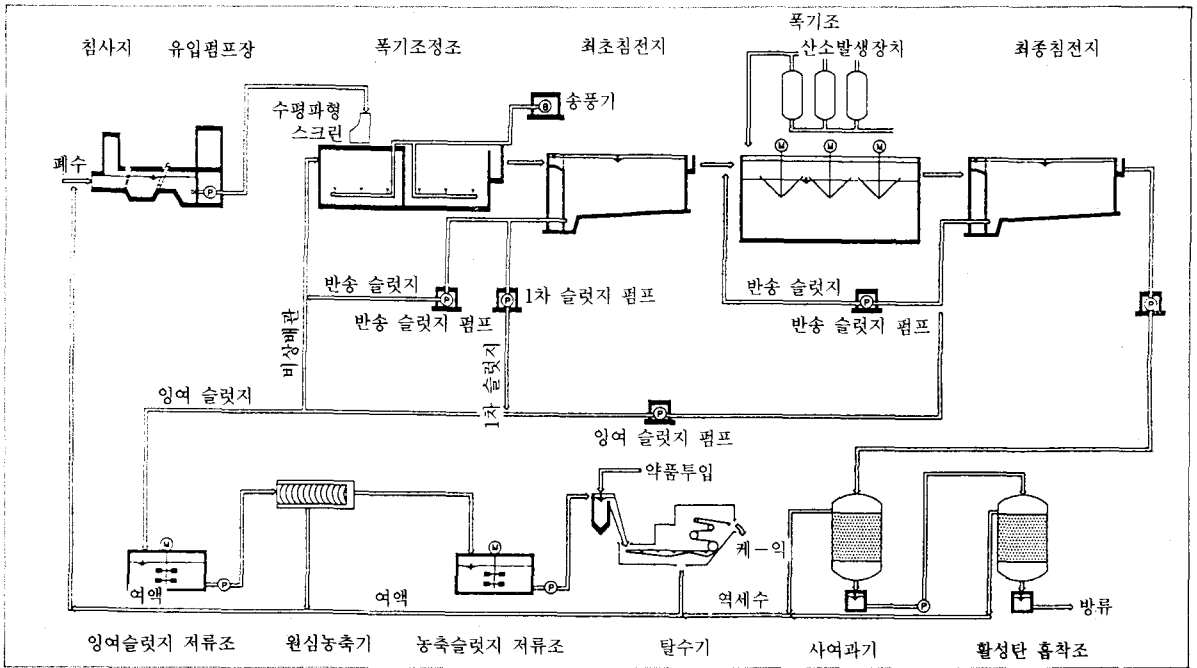 침사지
유입펌프장
폭기조정조
최초침전지
폭기조
산소발생장치
최종침전지
수평파형
스크린
B
송풍기
폐수
P
M
M
M
반송 슬럿지
P
반송 슬럿지 펌프
P
1차 슬럿지 펌프
반송 슬럿지
P
반송 슬럿지 펌프
P
비상배관
1차 슬럿지
잉여 슬럿지
P
잉여 슬럿지 펌프
약품투입
케-익
M
P
여액
M
P
여액
역세수
P
방류
잉여슬럿지 저류조
원심농축기
농축슬럿지 저류조
탈수기
사여과기
활성탄 흡착조